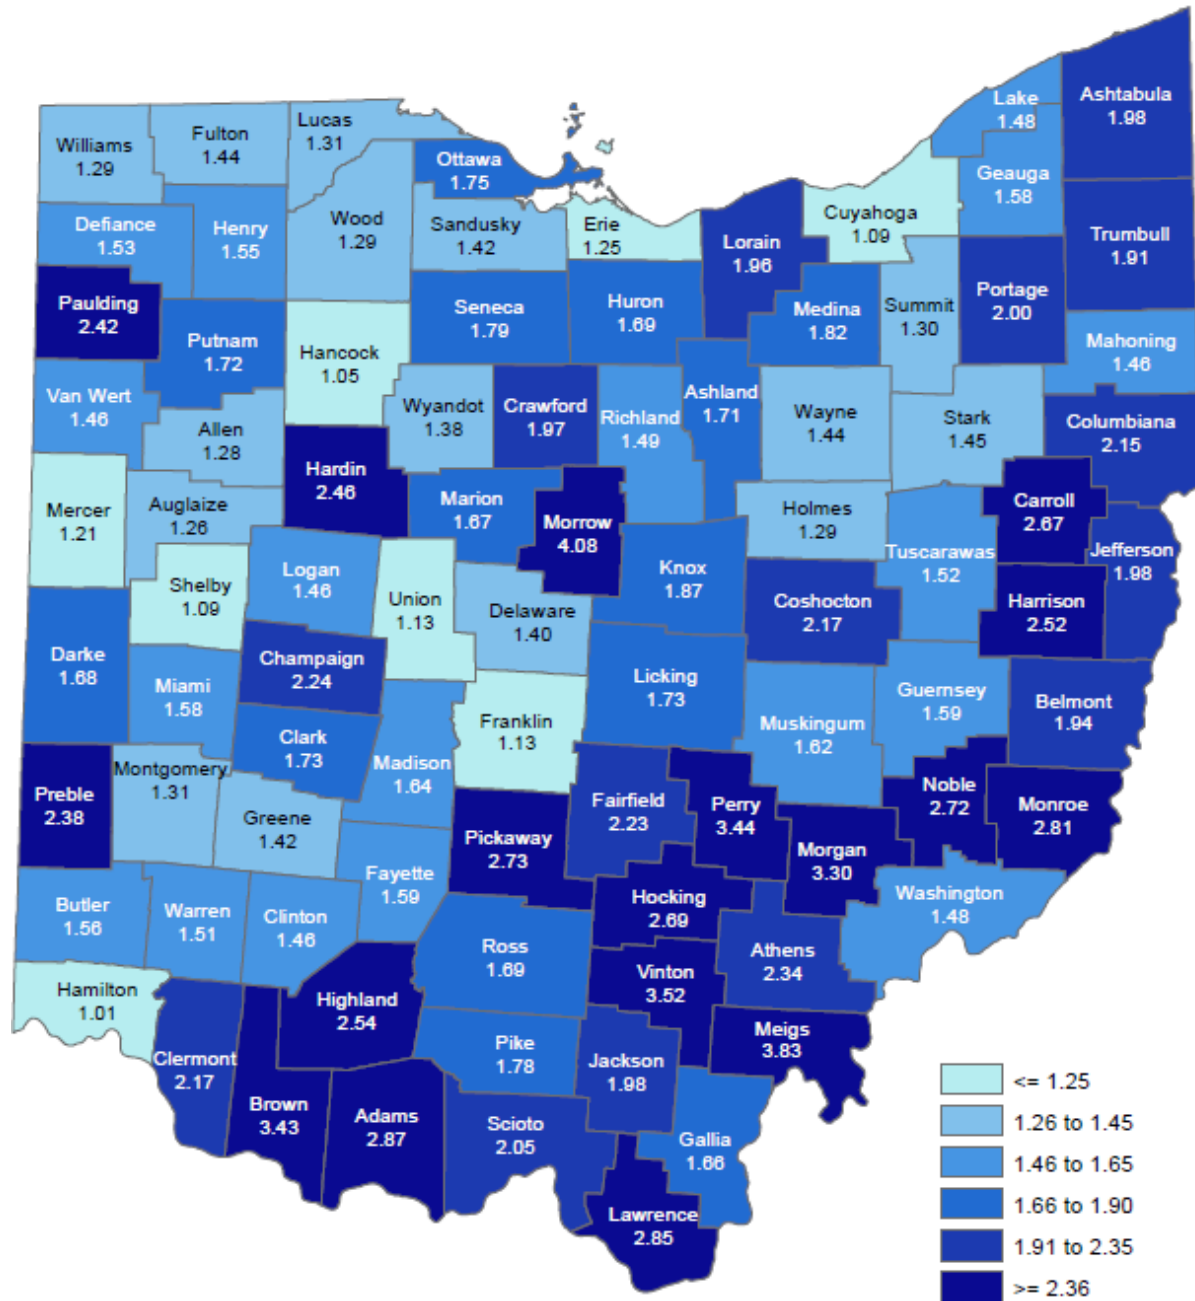 Lake
1.48
Ashtabula
1.98
Williams
1.29
Fulton
1.44
Lucas
1.31
Ottawa
1.75
Geauga
1.58
Defiance
1.53
Henry
1.55
Wood
1.29
Sandusky
1.42
Erie
1.25
Lorain
1.96
Cuyahoga
1.09
Trumbull
1.91
Paulding
2.42
Putnam
1.72
Hancock
1.05
Seneca
1.79
Huron
1.69
Medina
1.82
Summit
1.30
Portage
2.00
Mahoning
1.46
Van Wert
1.46
Allen
1.28
Wyandot
1.38
Crawford
1.97
Richland
1.49
Ashland
1.71
Wayne
1.44
Stark
1.45
Columbiana
2.15
Hardin
2.46
Mercer
1.21
Auglaize
1.26
Marion
1.67
Morrow
4.08
Holmes
1.29
Carroll
2.67
Tuscarawas
1.52
Jefferson
1.98
Shelby
1.09
Logan
1.46
Union
1.13
Delaware
1.40
Knox
1.87
Coshocton
2.17
Harrison
2.52
Darke
1.68
Miami
1.58
Champaign
2.24
Licking
1.73
Guernsey
1.59
Belmont
1.94
Clark
1.73
Madison
1.64
Franklin
1.13
Muskingum
1.62
Preble
2.38
Montgomery
1.31
Greene
1.42
Pickaway
2.73
Fairfield
2.23
Perry
3.44
Noble
2.72
Monroe
2.81
Morgan
3.30
Fayette
1.59
Hocking
2.69
Washington
1.48
Butler
1.56
Warren
1.51
Clinton
1.46
Ross
1.69
Athens
2.34
Vinton
3.52
Hamilton
1.01
Highland
2.54
Pike
1.78
Jackson
1.98
Meigs
3.83
Clermont
2.17
Brown
3.43
Adams
2.87
Scioto
2.05
Gallia
1.66
Lawrence
2.85
<= 1.25
1.26 to 1.45
1.46 to 1.65
1.66 to 1.90
1.91 to 2.35
>= 2.36